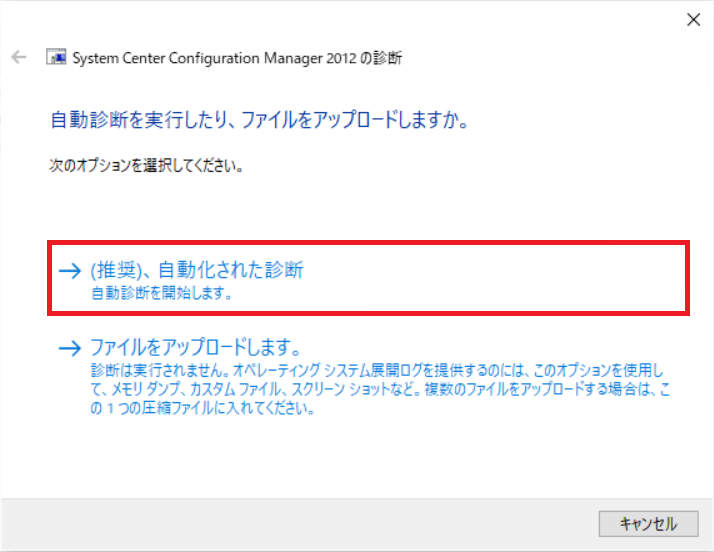 System Center Configuration Manager 2012 の診断
自動診断を実行したり、ファイルをアップロードしますか。
次のオプションを選択してください。
(推奨)、自動化された診断
自動診断を開始します。
ファイルをアップロードします。
診断は実行されません。オペレーティング システム展開ログを提供するのには、このオプションを使用し
て、メモリ ダンプ、カスタム ファイル、スクリーン ショットなど。複数のファイルをアップロードする場合は、こ
の 1 つの圧縮ファイルに入れてください。
キャンセル